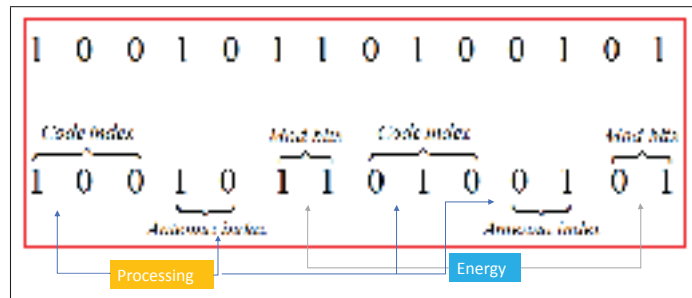 1 0 0 1 0 1 1 0 1 0 0 1 0 1
Code index Mod bits Code index Mod bits
1 0 0 1 0 1 1 0 1 0 0 1 0 1
Antenna index Antenna index
Processing Energy